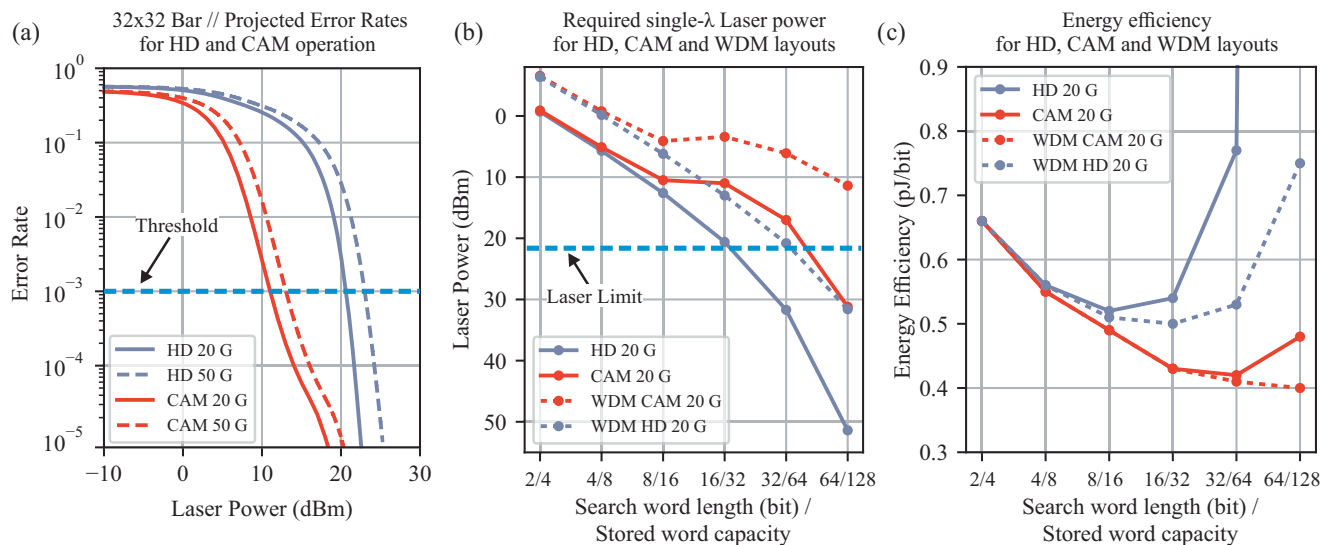 (a)
32x32 Bar // Projected Error Rates
for HD and CAM operation
10^0
10^-1
10^-2
10^-3
10^-4
10^-5
Error Rate
Threshold
HD 20 G
HD 50 G
CAM 20 G
CAM 50 G
−10
0
10
20
30
Laser Power (dBm)
(b)
Required single-λ Laser power
for HD, CAM and WDM layouts
0
10
20
30
40
50
Laser Power (dBm)
Laser Limit
HD 20 G
CAM 20 G
WDM CAM 20 G
WDM HD 20 G
2/4
4/8
8/16
16/32
32/64
64/128
Search word length (bit) /
Stored word capacity
(c)
Energy efficiency
for HD, CAM and WDM layouts
0.9
0.8
0.7
0.6
0.5
0.4
0.3
Energy Efficiency (pJ/bit)
HD 20 G
CAM 20 G
WDM CAM 20 G
WDM HD 20 G
2/4
4/8
8/16
16/32
32/64
64/128
Search word length (bit) /
Stored word capacity